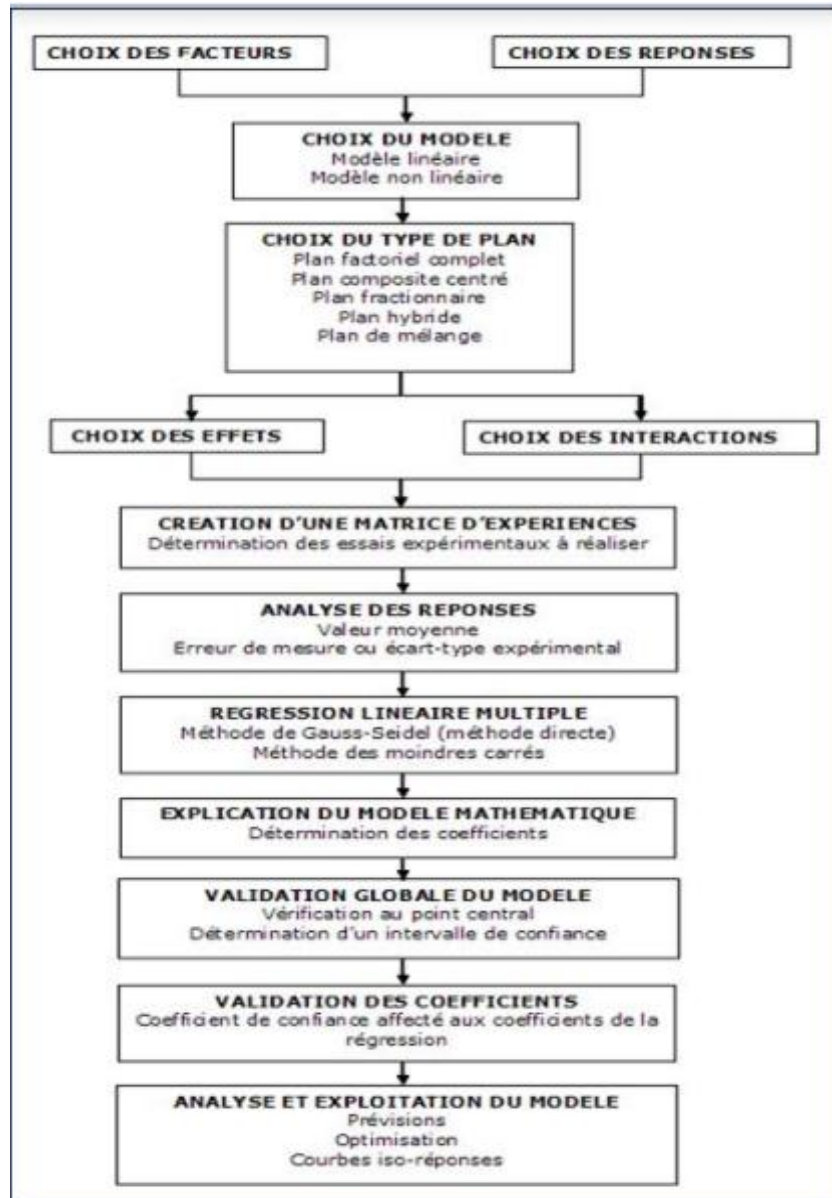 CHOIX DES FACTEURS
CHOIX DES REPONSES
CHOIX DU MODELE
Modèle linéaire
Modèle non linéaire
CHOIX DU TYPE DE PLAN
Plan factoriel complet
Plan composite centré
Plan fractionnaire
Plan hybride
Plan de mélange
CHOIX DES EFFETS
CHOIX DES INTERACTIONS
CREATION D'UNE MATRICE D'EXPERIENCES
Détermination des essais expérimentaux à réaliser
ANALYSE DES REPONSES
Valeur moyenne
Erreur de mesure ou écart-type expérimental
REGRESSION LINEAIRE MULTIPLE
Méthode de Gauss-Seidel (méthode directe)
Méthode des moindres carrés
EXPLICATION DU MODELE MATHEMATIQUE
Détermination des coefficients
VALIDATION GLOBALE DU MODELE
Vérification au point central
Détermination d'un intervalle de confiance
VALIDATION DES COEFFICIENTS
Coefficient de confiance affecté aux coefficients de la
régression
ANALYSE ET EXPLOITATION DU MODELE
Prévisions
Optimisation
Courbes iso-réponses